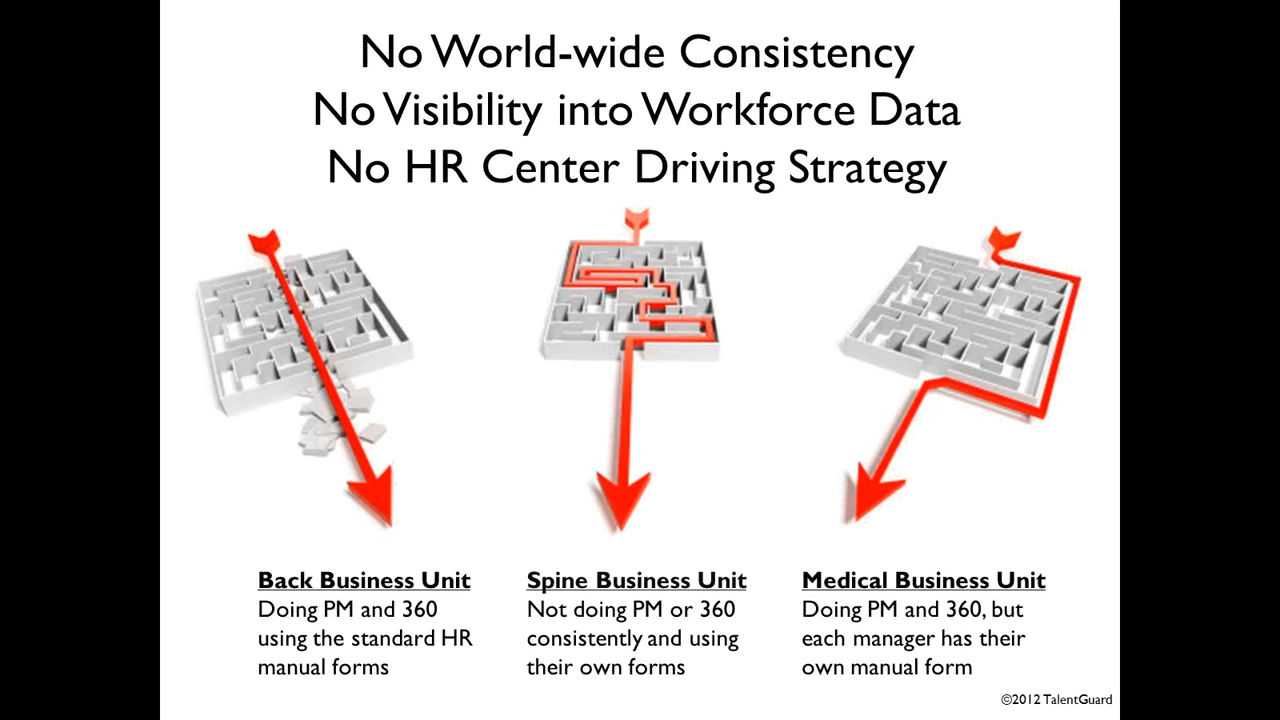 No World-wide Consistency
No Visibility into Workforce Data
No HR Center Driving Strategy
Back Business Unit
Doing PM and 360
using the standard HR
manual forms
Spine Business Unit
Not doing PM or 360
consistently and using
their own forms
Medical Business Unit
Doing PM and 360, but
each manager has their
own manual form
©2012 TalentGuard